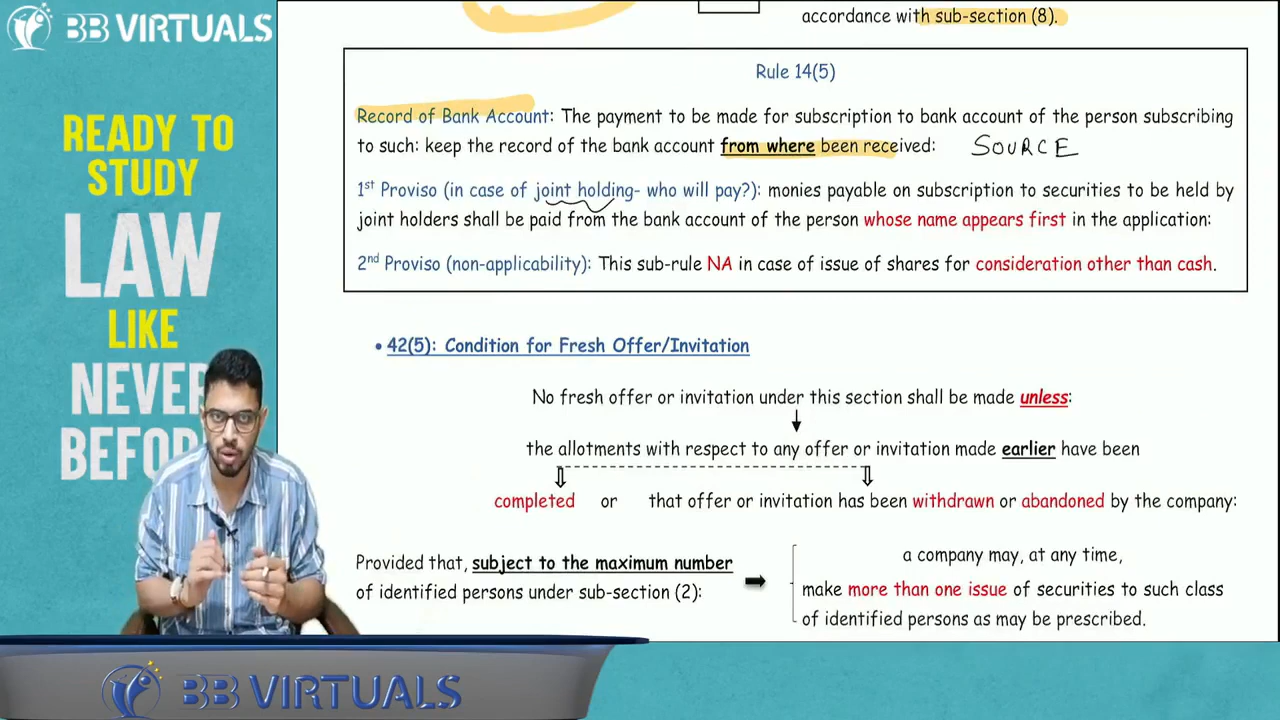 BB VIRTUALS
READY TO
STUDY
LAW
LIKE
NEVER
BEFO
accordance with sub-section (8).
Rule 14(5)
Record of Bank Account: The payment to be made for subscription to bank account of the person subscribing
to such: keep the record of the bank account from where been received: SOURCE
1st Proviso (in case of joint holding- who will pay?): monies payable on subscription to securities to be held by
joint holders shall be paid from the bank account of the person whose name appears first in the application:
2nd Proviso (non-applicability): This sub-rule NA in case of issue of shares for consideration other than cash.
• 42(5): Condition for Fresh Offer/Invitation
No fresh offer or invitation under this section shall be made unless:
the allotments with respect to any offer or invitation made earlier have been
completed or that offer or invitation has been withdrawn or abandoned by the company:
Provided that, subject to the maximum number
of identified persons under sub-section (2):
a company may, at any time,
make more than one issue of securities to such class
of identified persons as may be prescribed.
BB VIRTUALS